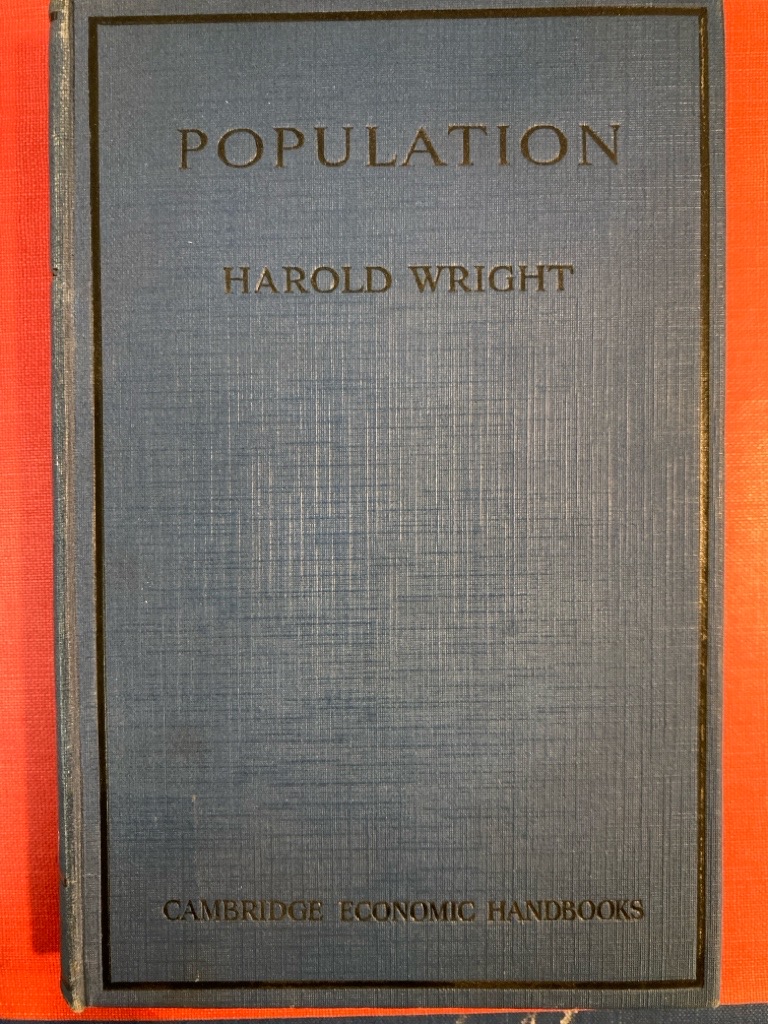 POPULATION
HAROLD WRIGHT
CAMBRIDGE ECONOMIC HANDBOOKS